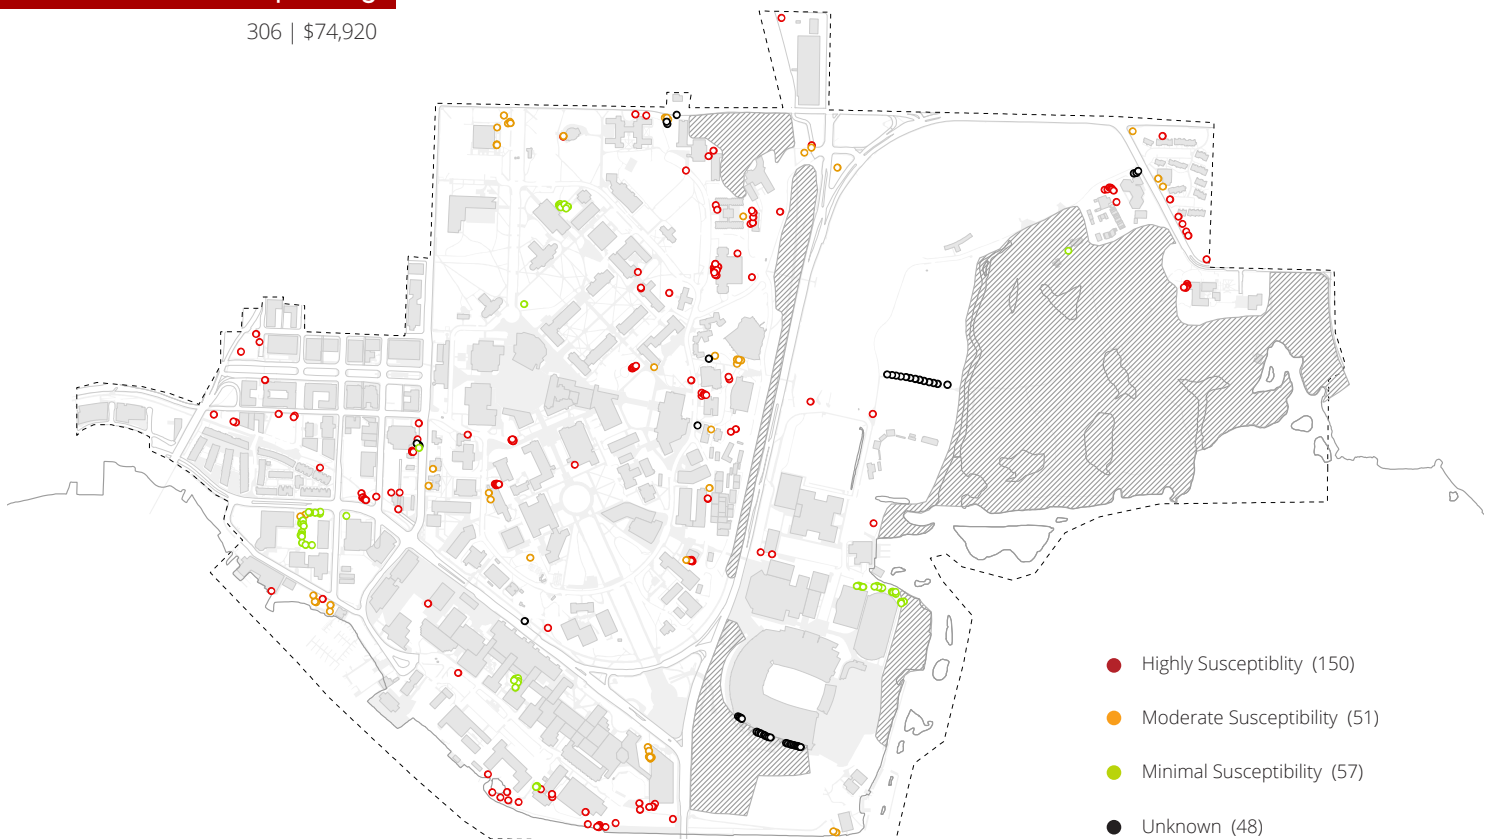 306 | $74,920
Highly Susceptiblity (150)
Moderate Susceptibility (51)
Minimal Susceptibility (57)
Unknown (48)